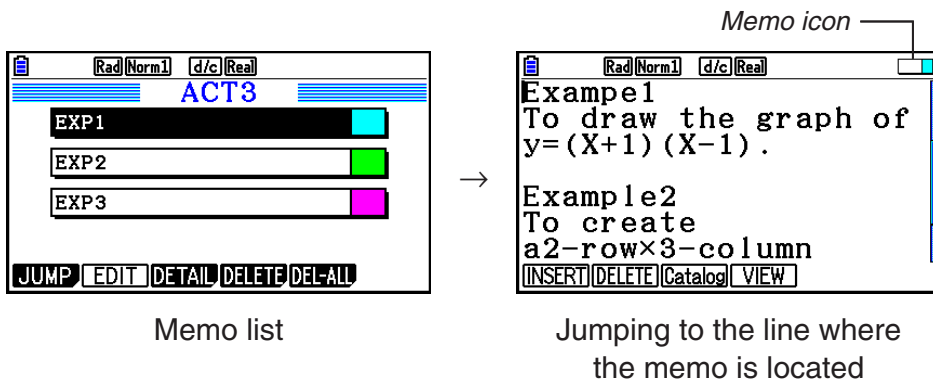 Memo icon
Rad Norm1 d/c Real
ACT3
EXP1
EXP2
EXP3
JUMP EDIT DETAIL DELETE DEL-ALL
Memo list
→
Rad Norm1 d/c Real
Exampe1
To draw the graph of
y=(X+1)(X-1).
Example2
To create
a2-row×3-column
INSERT DELETE Catalog VIEW
Jumping to the line where
the memo is located